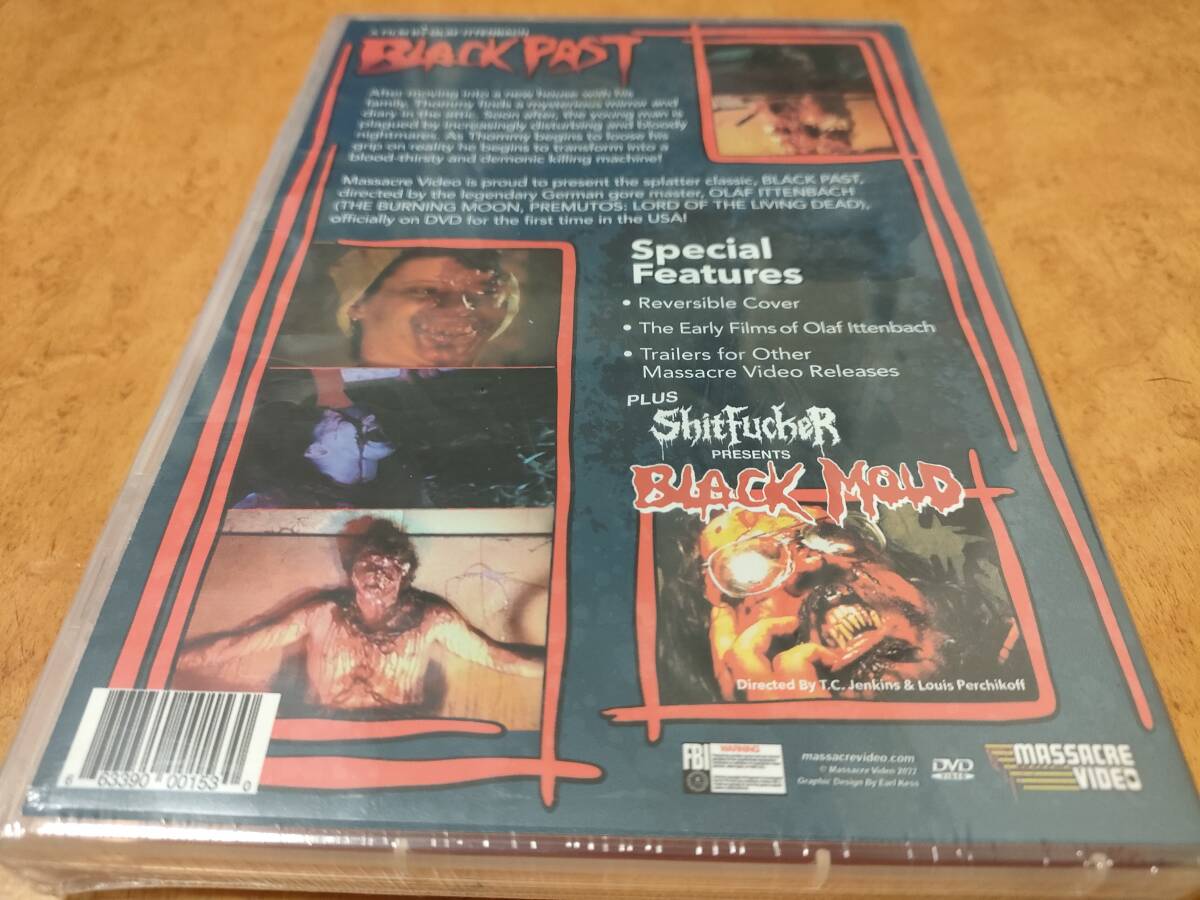 A FILM BY OLAF ITTENBACH
BLACK PAST
After moving into a new house with his
family, Thommy finds a mysterious mirror and
diary in the attic. Soon after, the young man is
plagued by increasingly disturbing and bloody
nightmares. As Thommy begins to loose his
grip on reality he begins to transform into a
blood-thirsty and demonic killing machine!
Massacre Video is proud to present the splatter classic, BLACK PAST,
directed by the legendary German gore master, OLAF ITTENBACH
(THE BURNING MOON, PREMUTOS: LORD OF THE LIVING DEAD),
officially on DVD for the first time in the USA!
Special
Features
• Reversible Cover
• The Early Films of Olaf Ittenbach
• Trailers for Other
Massacre Video Releases
PLUS
ShitFuckeR
PRESENTS
BLACK MOLD
Directed By T.C. Jenkins & Louis Perchikoff
6 63390 00153 0
FBI
WARNING
massacrevideo.com
© Massacre Video 2022
Graphic Design By Earl Kess
DVD
VIDEO
MASSACRE
VIDEO